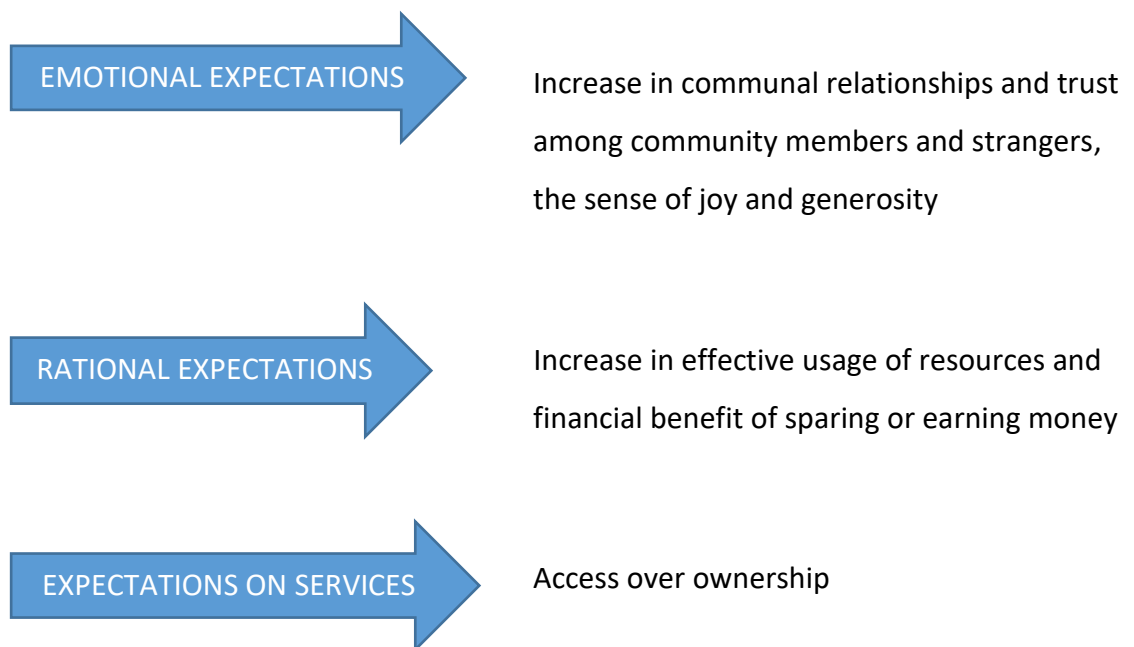 EMOTIONAL EXPECTATIONS
Increase in communal relationships and trust
among community members and strangers,
the sense of joy and generosity
RATIONAL EXPECTATIONS
Increase in effective usage of resources and
financial benefit of sparing or earning money
EXPECTATIONS ON SERVICES
Access over ownership